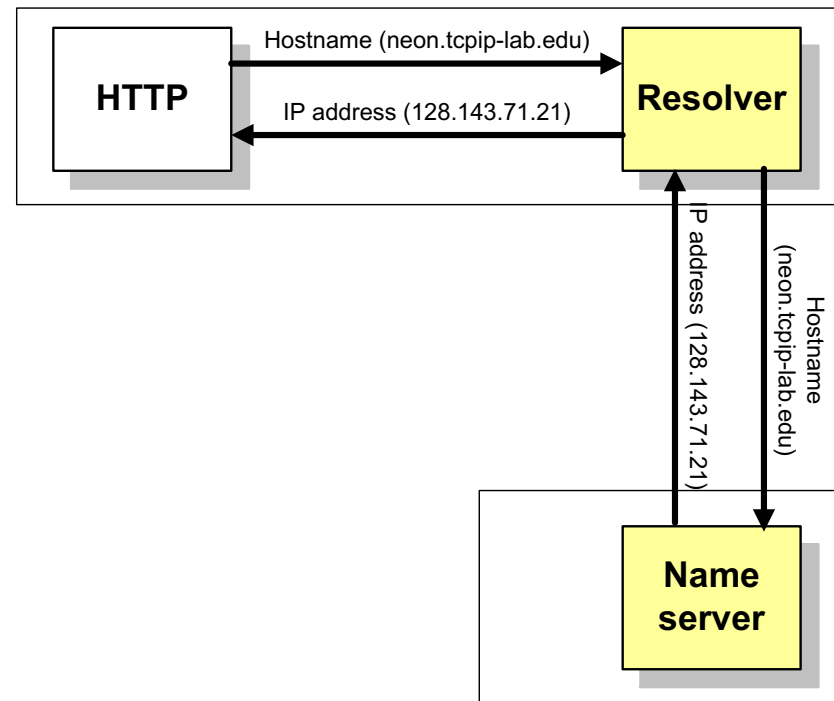 Hostname (neon.tcpip-lab.edu)
HTTP
Resolver
IP address (128.143.71.21)
IP address (128.143.71.21)
Hostname
(neon.tcpip-lab.edu)
Name
server